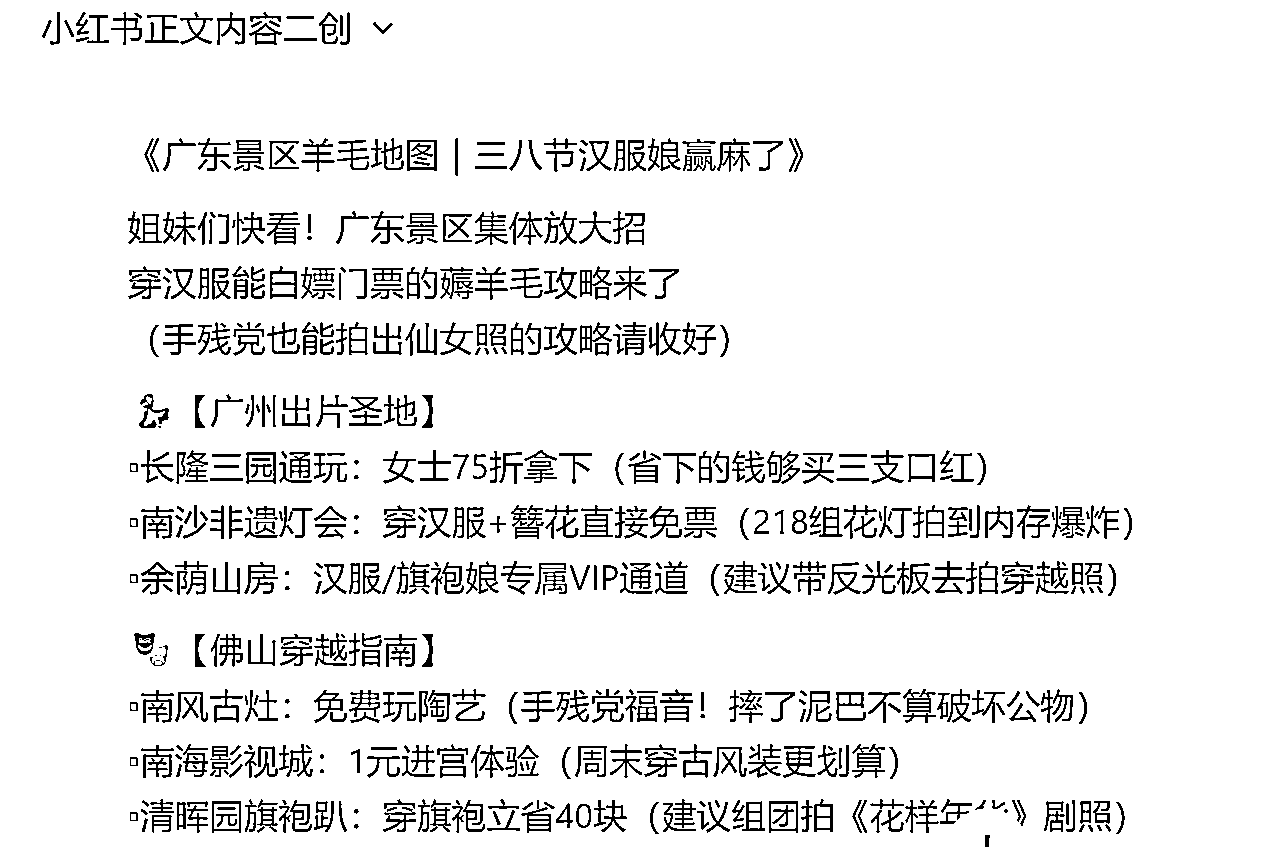 小红书正文内容二创
《广东景区羊毛地图 | 三八节汉服娘赢麻了》
姐妹们快看！广东景区集体放大招
穿汉服能白嫖门票的薅羊毛攻略来了
（手残党也能拍出仙女照的攻略请收好）
💃【广州出片圣地】
▫长隆三园通玩：女士75折拿下（省下的钱够买三支口红）
▫南沙非遗灯会：穿汉服+簪花直接免票（218组花灯拍到内存爆炸）
▫余荫山房：汉服/旗袍娘专属VIP通道（建议带反光板去拍穿越照）
🎭【佛山穿越指南】
▫南风古灶：免费玩陶艺（手残党福音！摔了泥巴不算破坏公物）
▫南海影视城：1元进宫体验（周末穿古风装更划算）
▫清晖园旗袍趴：穿旗袍立省40块（建议组团拍《花样年华》剧照）